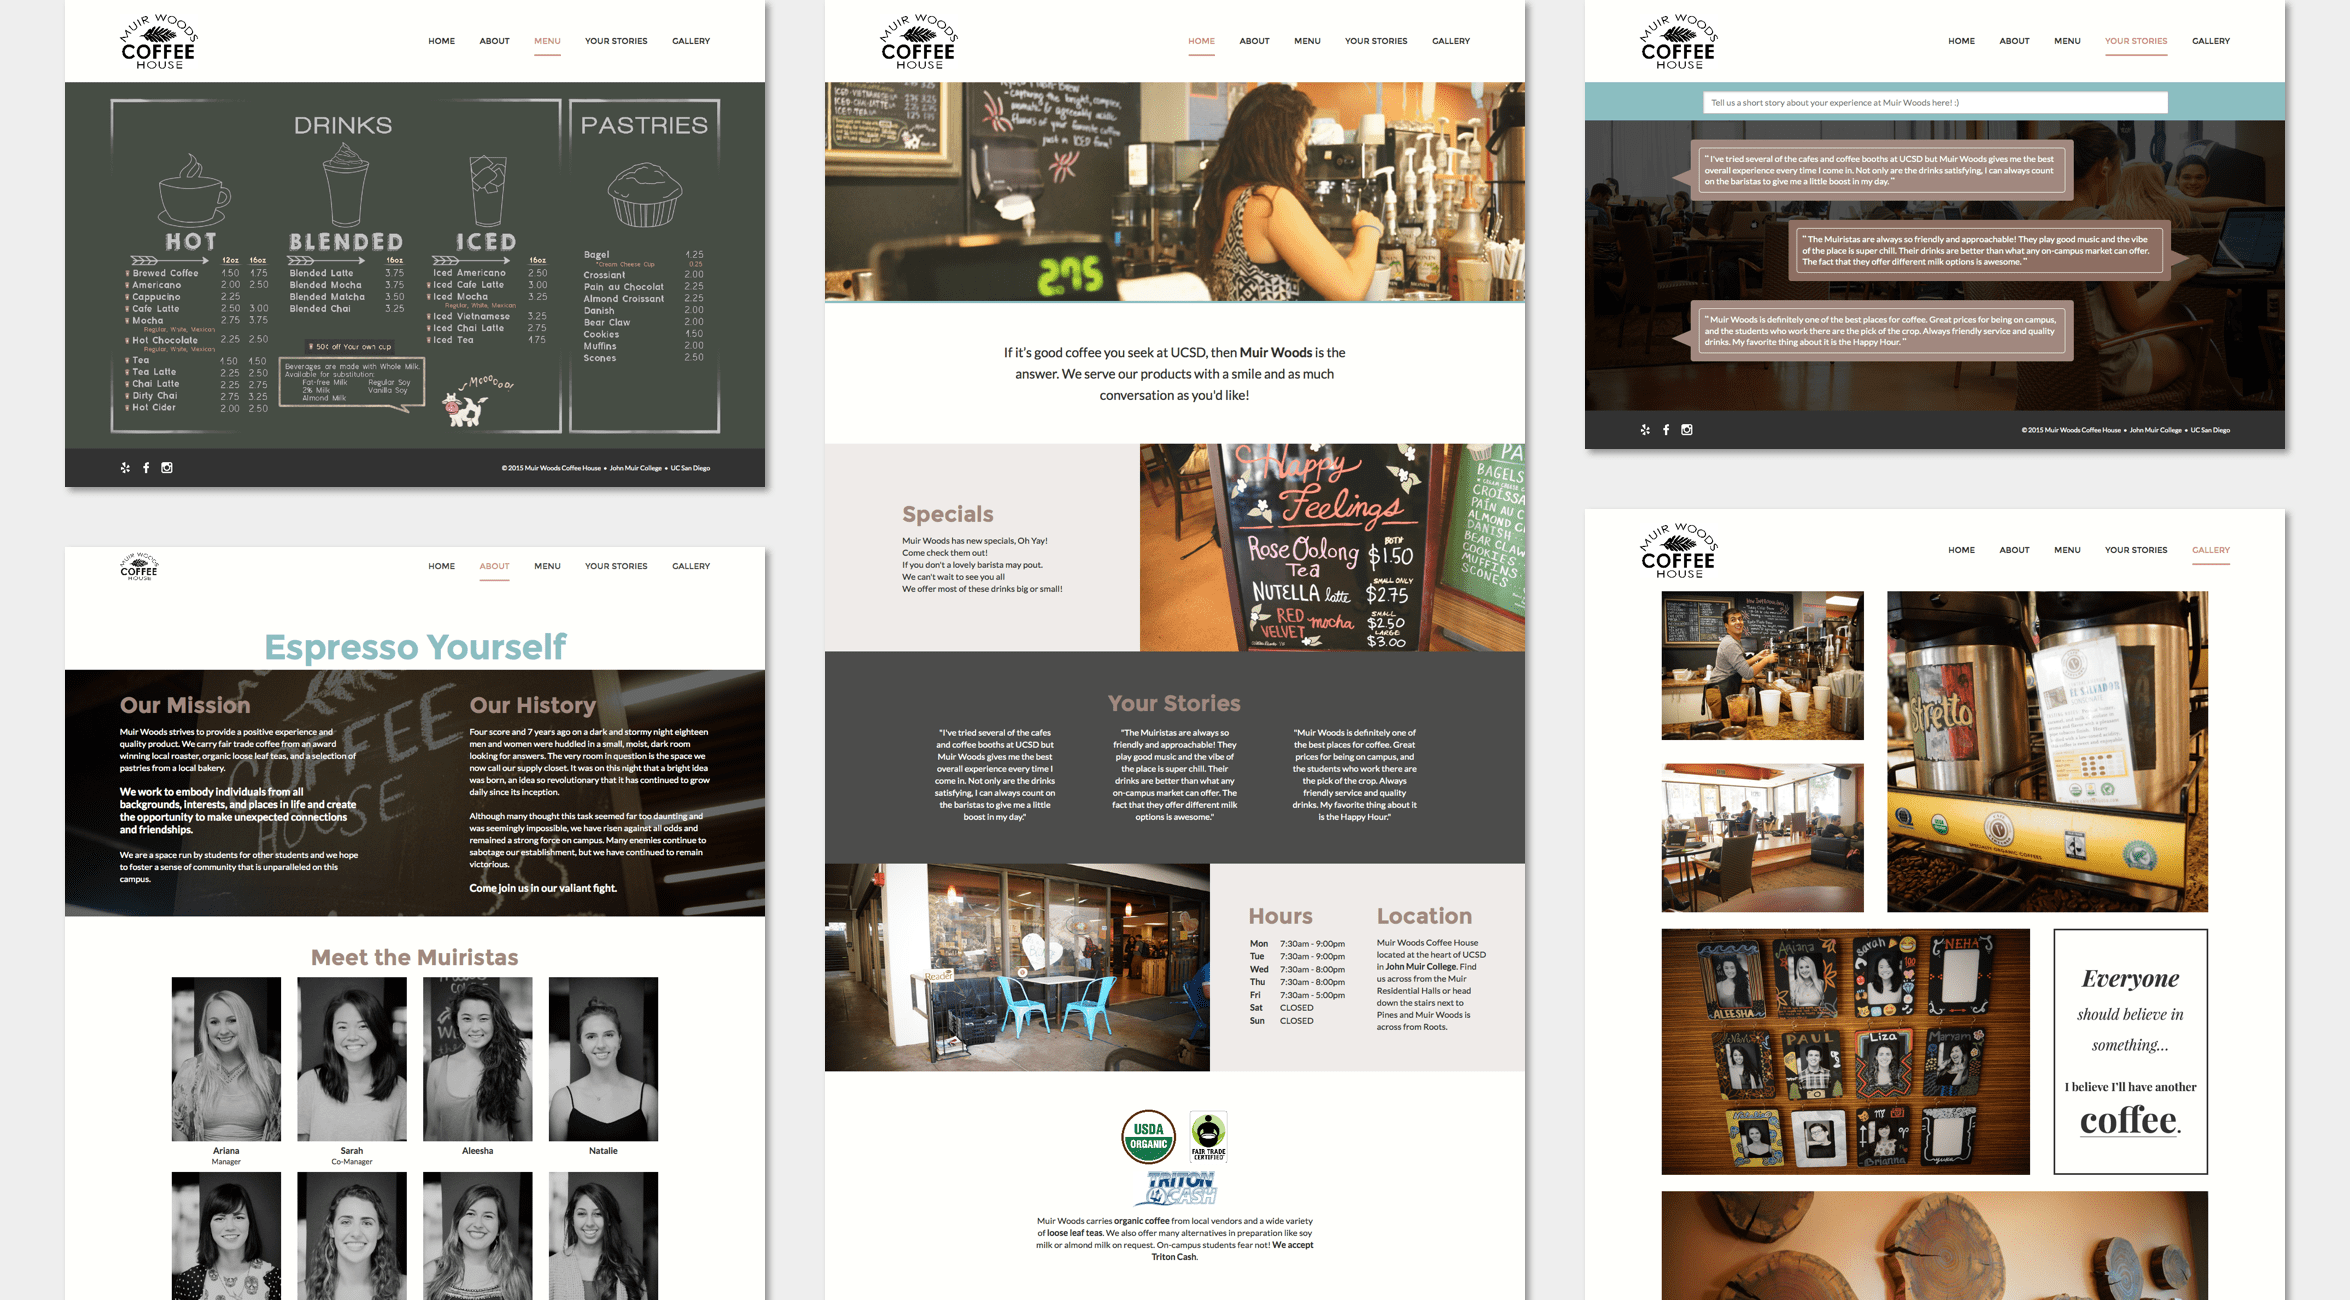 MUIR WOODS
COFFEE
HOUSE
HOME ABOUT MENU YOUR STORIES GALLERY
DRINKS
HOT
12oz 16oz
Brewed Coffee 1.50 1.75
Americano 2.00 2.50
Cappucino 2.25
Cafe Latte 2.50 3.00
Mocha 2.75 3.75
Regular, White, Mexican
Hot Chocolate 2.25 2.50
Regular, White, Mexican
Tea 1.50 1.50
Tea Latte 2.25 2.50
Chai Latte 2.25 2.75
Dirty Chai 2.75 3.25
Hot Cider 2.00 2.50
BLENDED
16oz
Blended Latte 3.75
Blended Mocha 3.75
Blended Matcha 3.50
Blended Chai 3.25
50¢ off Your own cup
Beverages are made with Whole Milk.
Available for substitution:
Fat-free Milk Regular Soy
2% Milk Vanilla Soy
Almond Milk
ICED
16oz
Iced Americano 2.50
Iced Cafe Latte 3.00
Iced Mocha 3.25
Regular, White, Mexican
Iced Vietnamese 3.25
Iced Chai Latte 2.75
Iced Tea 1.75
PASTRIES
Bagel 1.25
*Cream Cheese Cup 0.25
Crossiant 2.00
Pain au Chocolat 2.25
Almond Croissant 2.25
Danish 2.00
Bear Claw 2.00
Cookies 1.50
Muffins 2.00
Scones 2.50
© 2015 Muir Woods Coffee House • John Muir College • UC San Diego
MUIR WOODS
COFFEE
HOUSE
HOME ABOUT MENU YOUR STORIES GALLERY
Espresso Yourself
Our Mission
Muir Woods strives to provide a positive experience and
quality product. We carry fair trade coffee from an award
winning local roaster, organic loose leaf teas, and a selection of
pastries from a local bakery.
We work to embody individuals from all
backgrounds, interests, and places in life and create
the opportunity to make unexpected connections
and friendships.
We are a space run by students for other students and we hope
to foster a sense of community that is unparalleled on this
campus.
Our History
Four score and 7 years ago on a dark and stormy night eighteen
men and women were huddled in a small, moist, dark room
looking for answers. The very room in question is the space we
now call our supply closet. It was on this night that a bright idea
was born, an idea so revolutionary that it has continued to grow
daily since its inception.
Although many thought this task seemed far too daunting and
was seemingly impossible, we have risen against all odds and
remained a strong force on campus. Many enemies continue to
sabotage our establishment, but we have continued to remain
victorious.
Come join us in our valiant fight.
COFFEE
HOUSE
Meet the Muiristas
Ariana Sarah Aleesha Natalie
Manager Co-Manager
MUIR WOODS
COFFEE
HOUSE
HOME ABOUT MENU YOUR STORIES GALLERY
275
If it's good coffee you seek at UCSD, then Muir Woods is the
answer. We serve our products with a smile and as much
conversation as you'd like!
Specials
Muir Woods has new specials, Oh Yay!
Come check them out!
If you don't a lovely barista may pout.
We can't wait to see you all
We offer most of these drinks big or small!
Happy
Feelings
Rose Oolong
Tea
BOTH
$1.50
NUTELLA latte
SMALL ONLY
$2.75
RED
VELVET mocha
SMALL
$2.50
LARGE
$3.00
Your Stories
"I've tried several of the cafes
and coffee booths at UCSD but
Muir Woods gives me the best
overall experience every time I
come in. Not only are the drinks
satisfying, I can always count on
the baristas to give me a little
boost in my day."
"The Muiristas are always so
friendly and approachable! They
play good music and the vibe of
the place is super chill. Their
drinks are better than what any
on-campus market can offer. The
fact that they offer different milk
options is awesome."
"Muir Woods is definitely one of
the best places for coffee. Great
prices for being on campus, and
the students who work there are
the pick of the crop. Always
friendly service and quality
drinks. My favorite thing about it
is the Happy Hour."
Reader
Hours
Mon 7:30am - 9:00pm
Tue 7:30am - 9:00pm
Wed 7:30am - 8:00pm
Thu 7:30am - 8:00pm
Fri 7:30am - 5:00pm
Sat CLOSED
Sun CLOSED
Location
Muir Woods Coffee House
located at the heart of UCSD
in John Muir College. Find
us across from the Muir
Residential Halls or head
down the stairs next to
Pines and Muir Woods is
across from Roots.
USDA
ORGANIC
FAIR TRADE
CERTIFIED
TRITON
CASH
Muir Woods carries organic coffee from local vendors and a wide variety
of loose leaf teas. We also offer many alternatives in preparation like soy
milk or almond milk on request. On-campus students fear not! We accept
Triton Cash.
MUIR WOODS
COFFEE
HOUSE
HOME ABOUT MENU YOUR STORIES GALLERY
Tell us a short story about your experience at Muir Woods here! :)
"I've tried several of the cafes and coffee booths at UCSD but Muir Woods gives me the best
overall experience every time I come in. Not only are the drinks satisfying, I can always count
on the baristas to give me a little boost in my day."
"The Muiristas are always so friendly and approachable! They play good music and the vibe
of the place is super chill. Their drinks are better than what any on-campus market can offer.
The fact that they offer different milk options is awesome."
"Muir Woods is definitely one of the best places for coffee. Great prices for being on campus,
and the students who work there are the pick of the crop. Always friendly service and quality
drinks. My favorite thing about it is the Happy Hour."
© 2015 Muir Woods Coffee House • John Muir College • UC San Diego
MUIR WOODS
COFFEE
HOUSE
HOME ABOUT MENU YOUR STORIES GALLERY
Stretto
EL SALVADOR
ALEESHA
Ariana
Sarah
NEHA
PAUL
Liza
Maryam
Brianna
Everyone
should believe in
something...
I believe I'll have another
coffee.